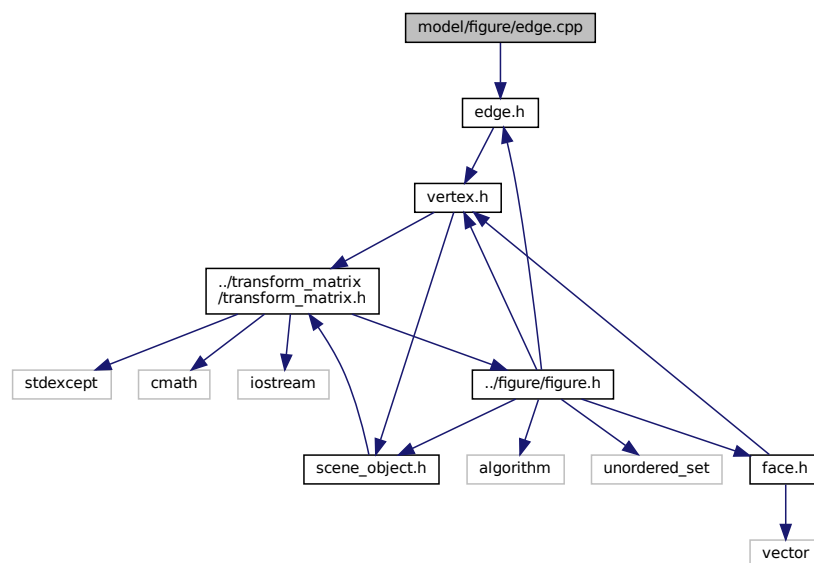 model/figure/edge.cpp
edge.h
vertex.h
../transform_matrix
/transform_matrix.h
stdexcept
cmath
iostream
../figure/figure.h
scene_object.h
algorithm
unordered_set
face.h
vector